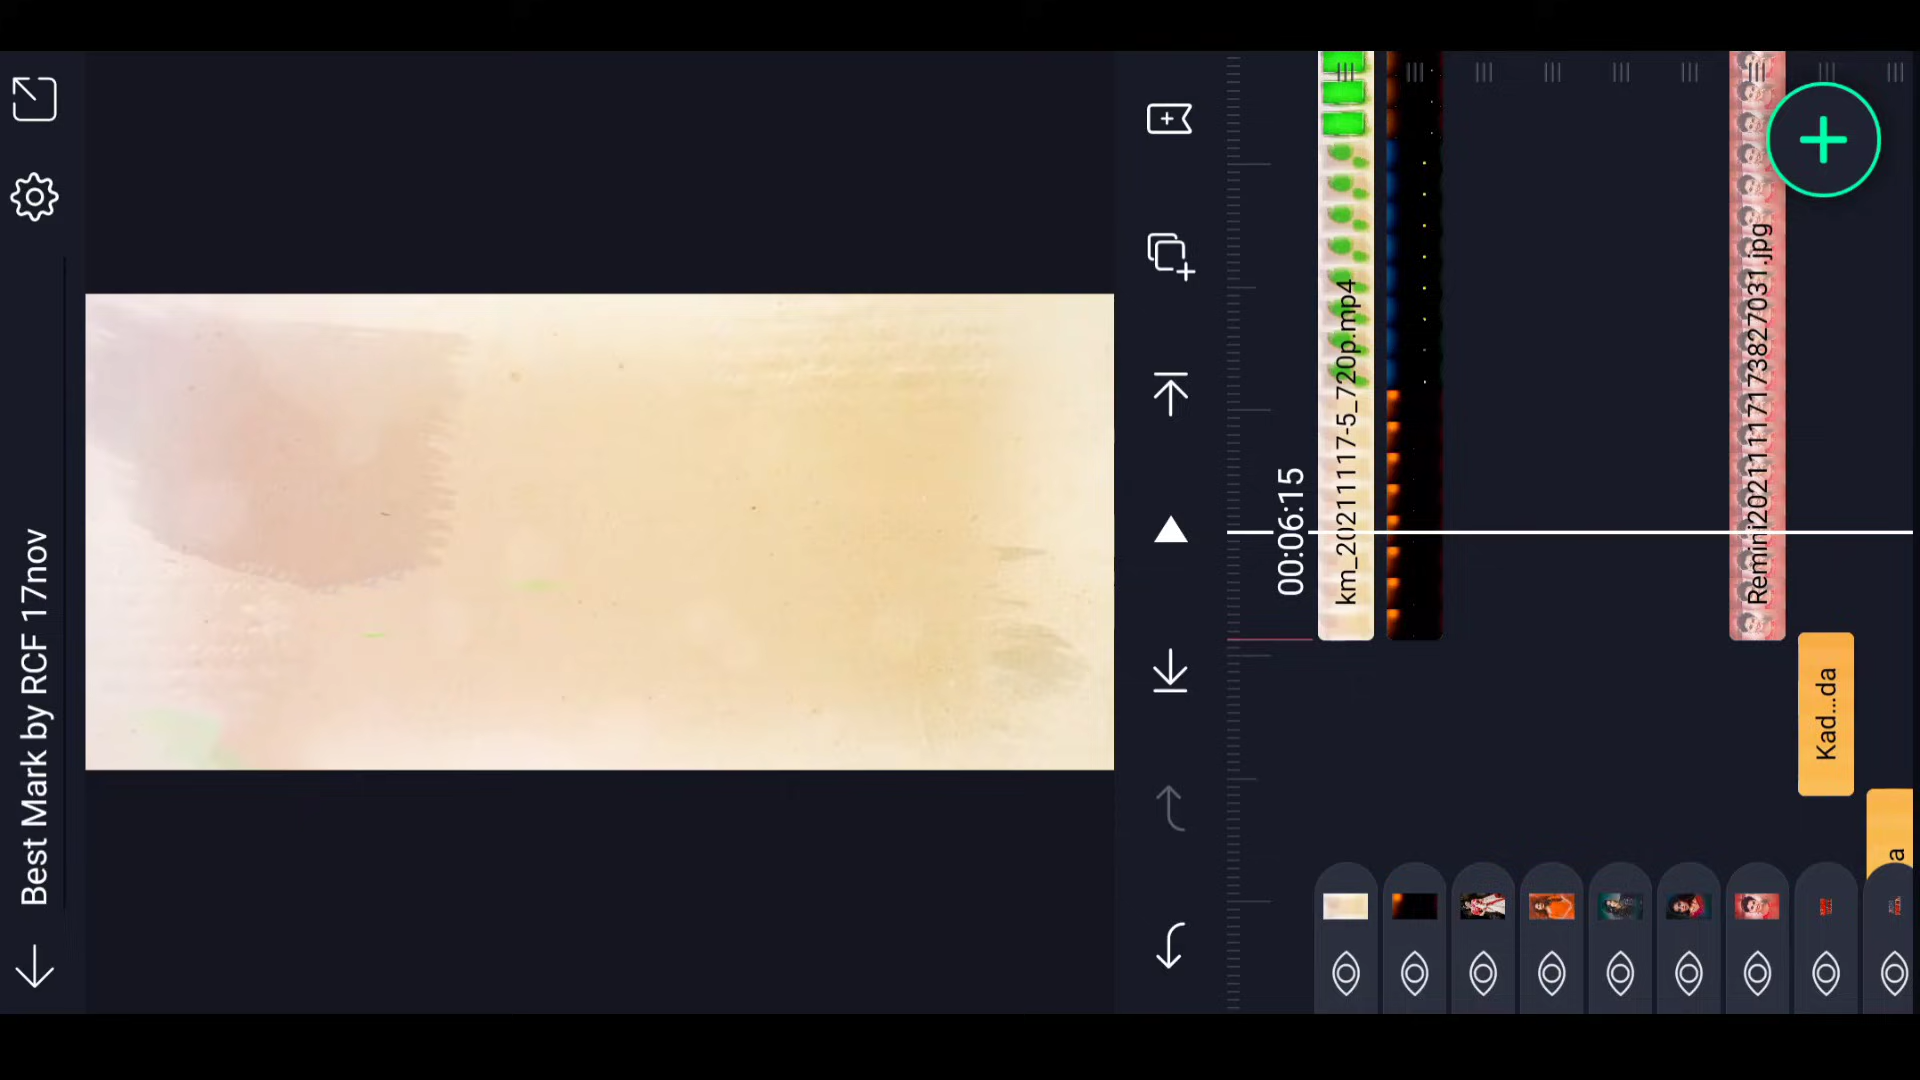 Best Mark by RCF 17nov
00:06:15
km_20211117-5_720p.mp4
Remini20211117173827031.jpg
Kad...da
a